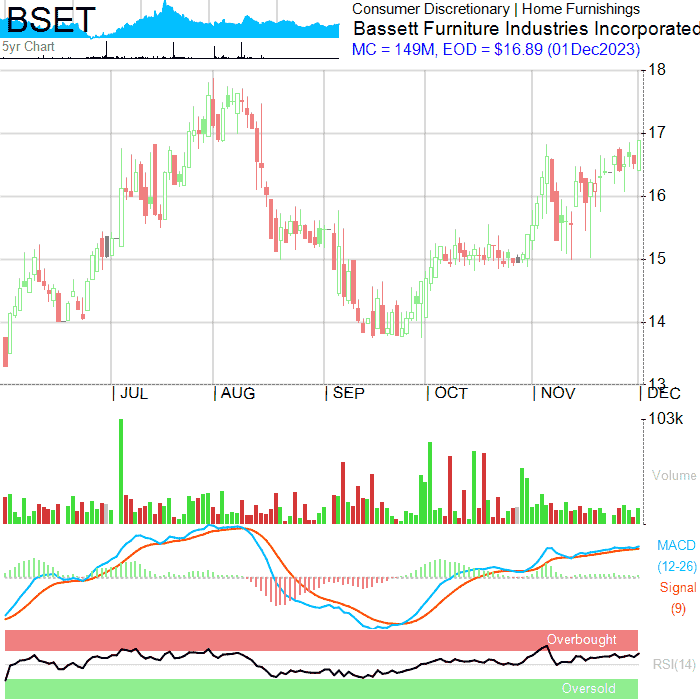 BSET
Consumer Discretionary | Home Furnishings
Bassett Furniture Industries Incorporated
MC = 149M, EOD = $16.89 (01Dec2023)
5yr Chart
18
17
16
15
14
13
| JUL | AUG | SEP | OCT | NOV | DEC
103k
Volume
MACD
(12-26)
Signal
(9)
Overbought
RSI(14)
Oversold